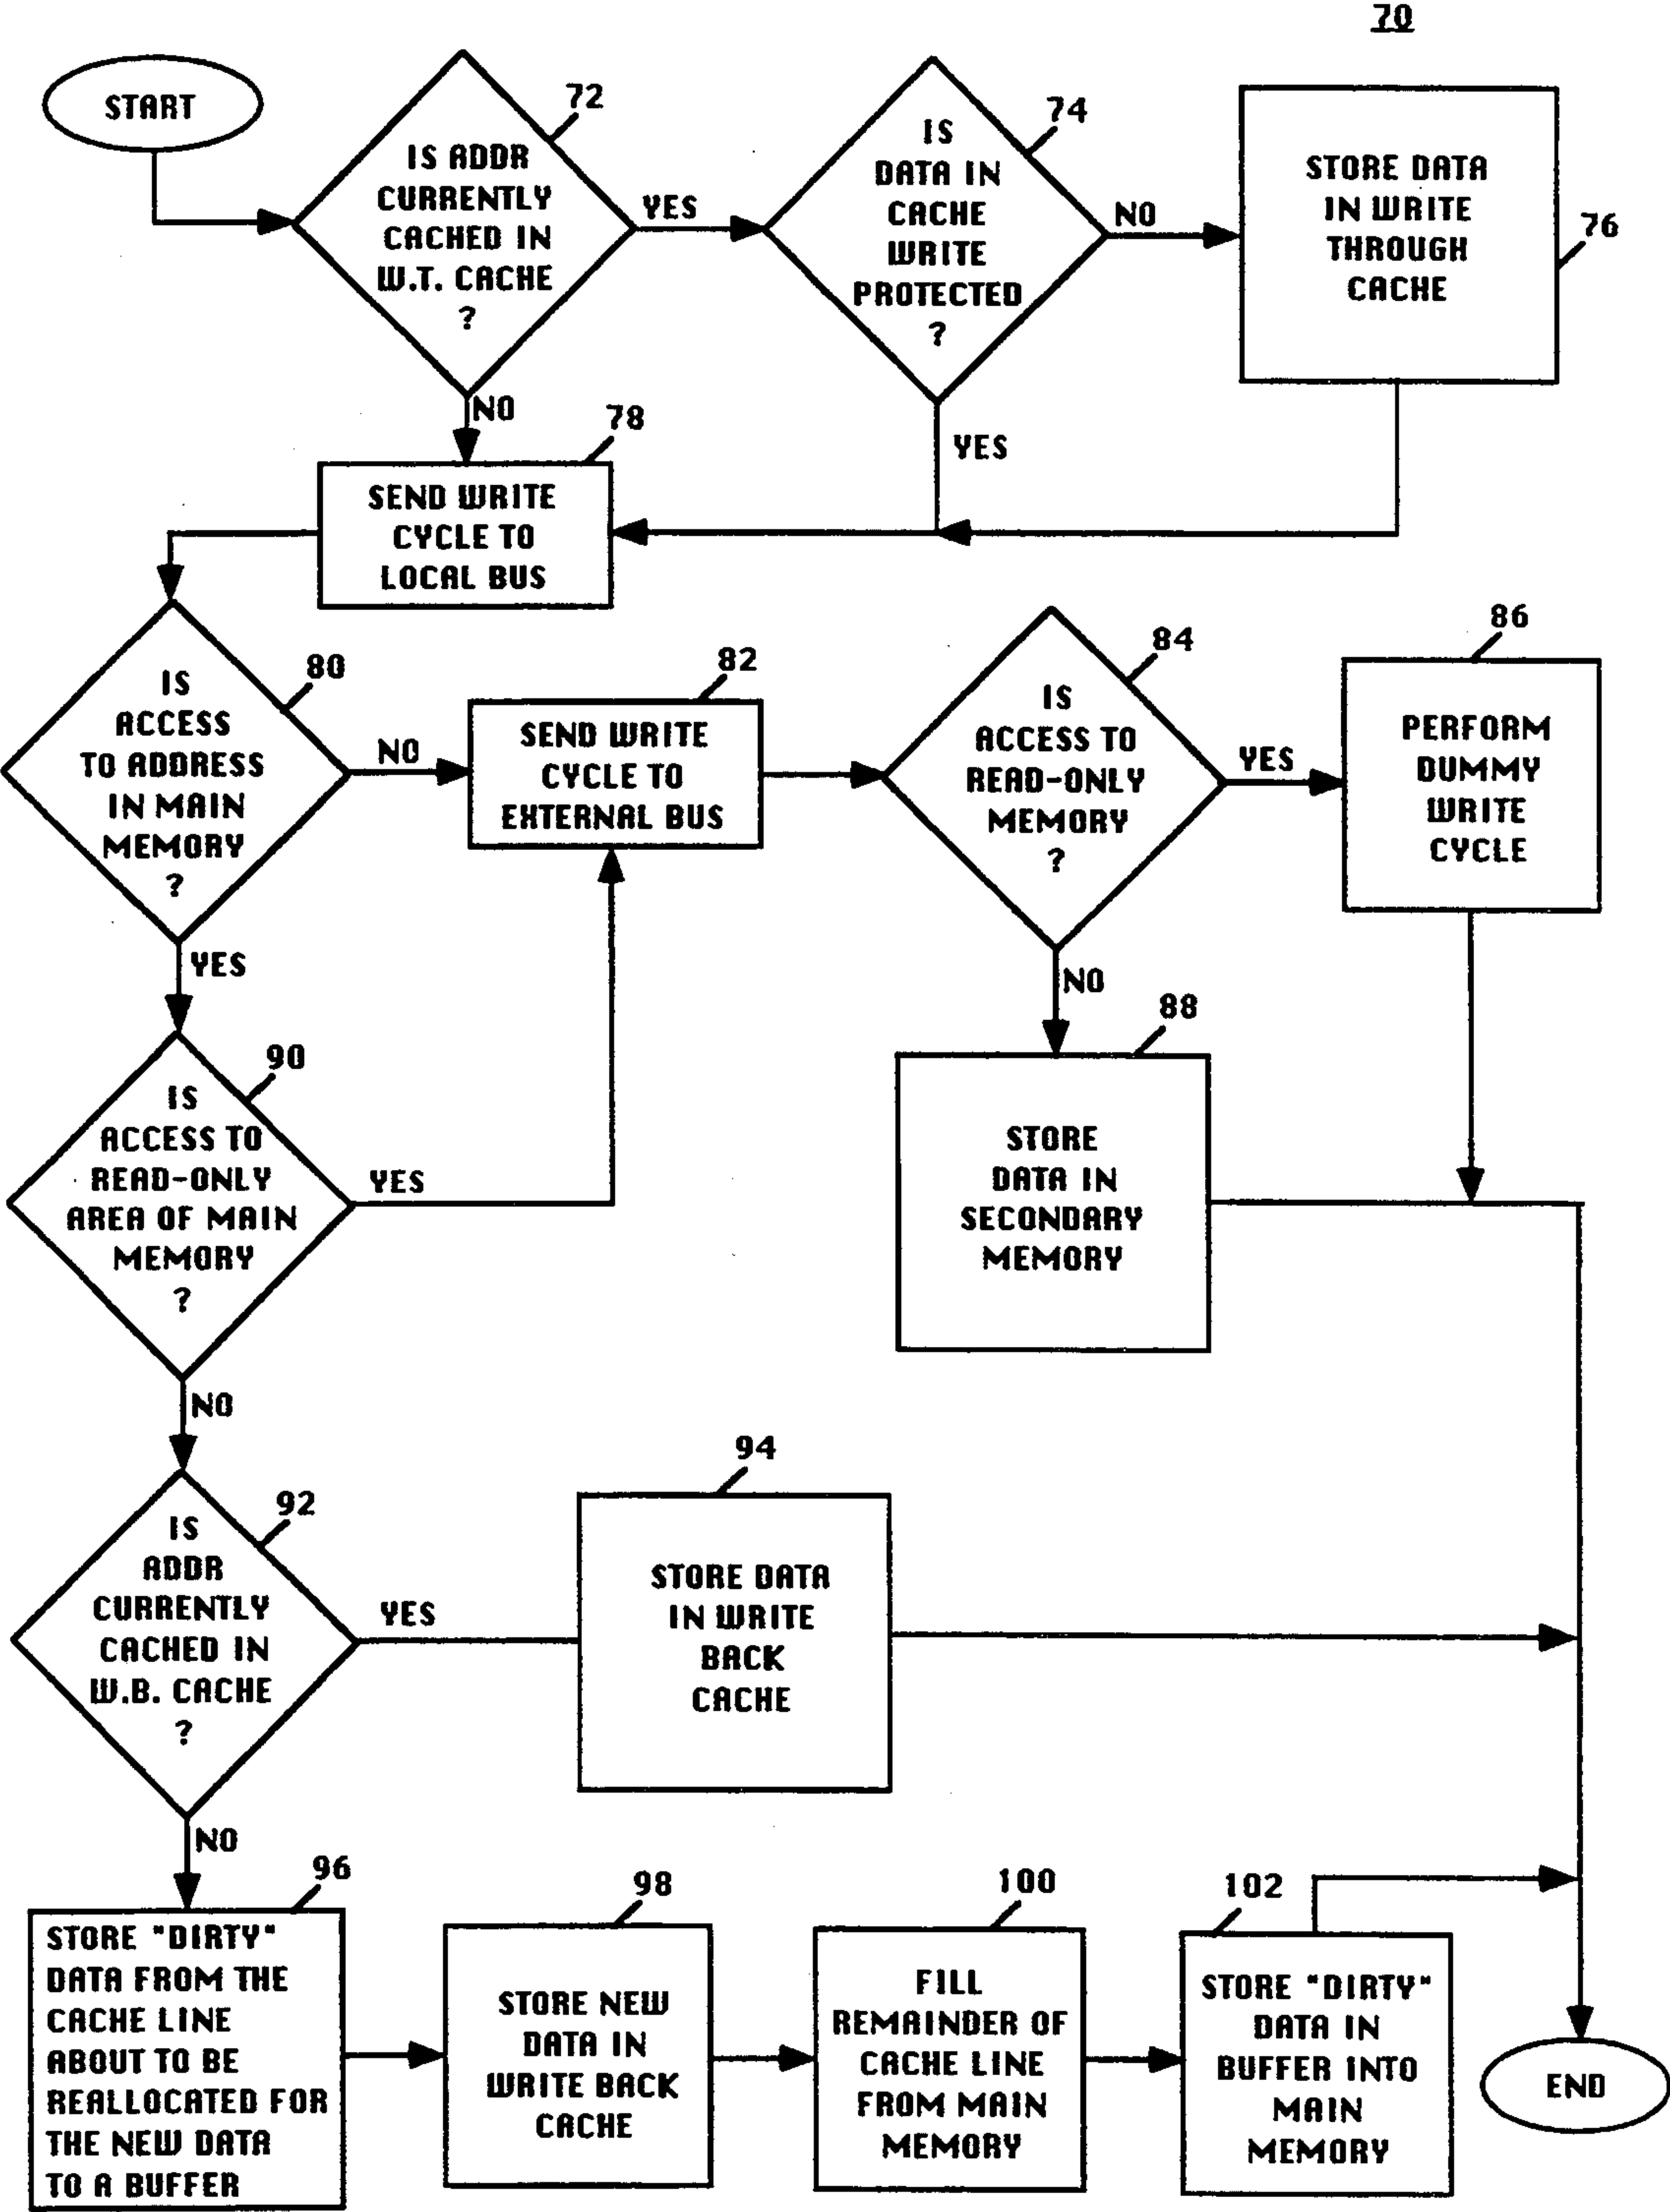 70
START
72
IS ADDR
CURRENTLY
CACHED IN
W.T. CACHE
?
YES
NO
74
IS
DATA IN
CACHE
WRITE
PROTECTED
?
NO
YES
STORE DATA
IN WRITE
THROUGH
CACHE
76
78
SEND WRITE
CYCLE TO
LOCAL BUS
80
IS
ACCESS
TO ADDRESS
IN MAIN
MEMORY
?
NO
YES
82
SEND WRITE
CYCLE TO
EXTERNAL BUS
84
IS
ACCESS TO
READ-ONLY
MEMORY
?
YES
NO
86
PERFORM
DUMMY
WRITE
CYCLE
88
STORE
DATA IN
SECONDARY
MEMORY
90
IS
ACCESS TO
READ-ONLY
AREA OF MAIN
MEMORY
?
YES
NO
92
IS
ADDR
CURRENTLY
CACHED IN
W.B. CACHE
?
YES
NO
94
STORE DATA
IN WRITE
BACK
CACHE
96
STORE "DIRTY"
DATA FROM THE
CACHE LINE
ABOUT TO BE
REALLOCATED FOR
THE NEW DATA
TO A BUFFER
98
STORE NEW
DATA IN
WRITE BACK
CACHE
100
FILL
REMAINDER OF
CACHE LINE
FROM MAIN
MEMORY
102
STORE "DIRTY"
DATA IN
BUFFER INTO
MAIN
MEMORY
END